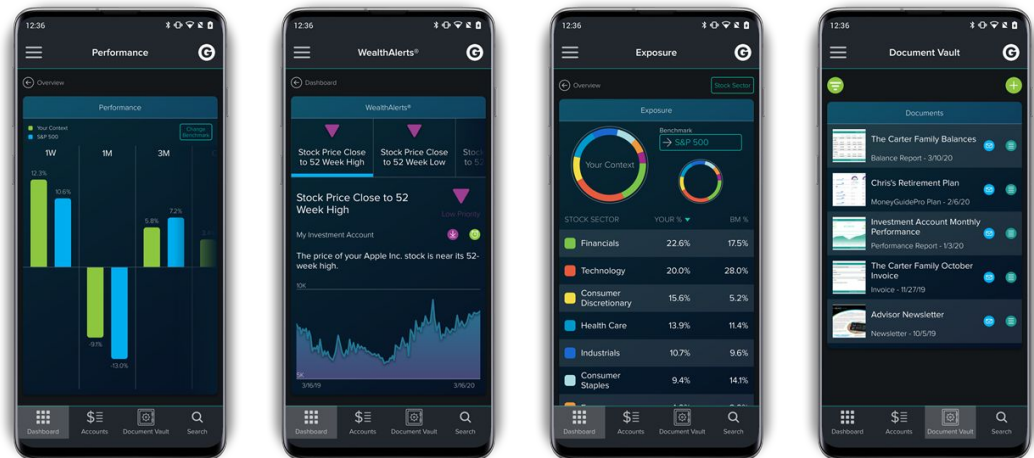 12:36
Performance
G
Overview
Performance
Your Context
S&P 500
Change
Benchmark
1W
1M
3M
12.3%
10.6%
5.8%
7.2%
-9.1%
-13.0%
Dashboard
Accounts
Document Vault
Search
12:36
WealthAlerts®
G
Dashboard
WealthAlerts®
Stock Price Close
to 52 Week High
Stock Price Close
to 52 Week Low
Stock Price Close to 52
Week High
Low Priority
My Investment Account
The price of your Apple Inc. stock is near its 52-
week high.
10K
5K
3/16/19
3/16/20
Dashboard
Accounts
Document Vault
Search
12:36
Exposure
G
Overview
Stock Sector
Exposure
Your Context
Benchmark
S&P 500
STOCK SECTOR
YOUR %
BM %
Financials 22.6% 17.5%
Technology 20.0% 28.0%
Consumer
Discretionary 15.6% 5.2%
Health Care 13.9% 11.4%
Industrials 10.7% 9.6%
Consumer
Staples 9.4% 14.1%
Dashboard
Accounts
Document Vault
Search
12:36
Document Vault
G
Documents
The Carter Family Balances
Balance Report - 3/10/20
Chris's Retirement Plan
MoneyGuidePro Plan - 2/6/20
Investment Account Monthly
Performance
Performance Report - 1/3/20
The Carter Family October
Invoice
Invoice - 11/27/19
Advisor Newsletter
Newsletter - 10/5/19
Dashboard
Accounts
Document Vault
Search